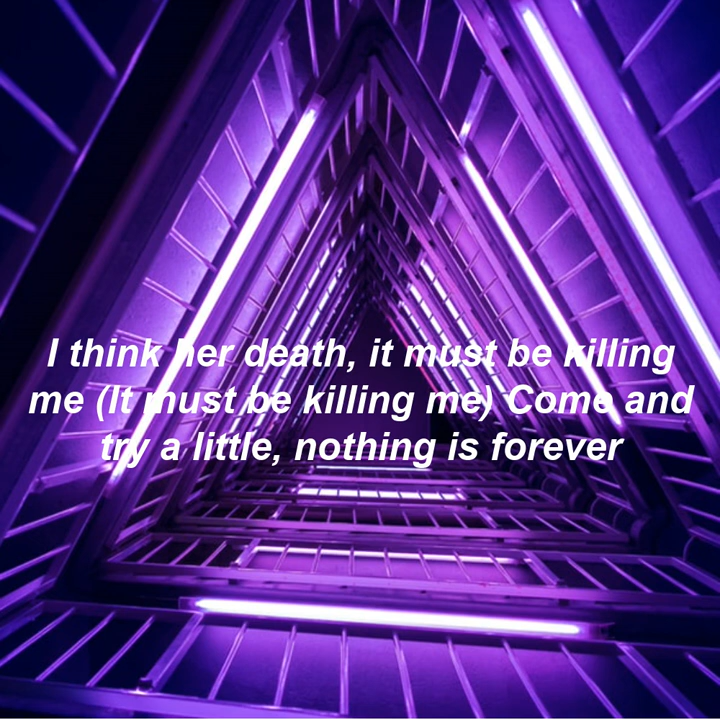 I think her death, it must be killing
me (It must be killing me) Come and
try a little, nothing is forever